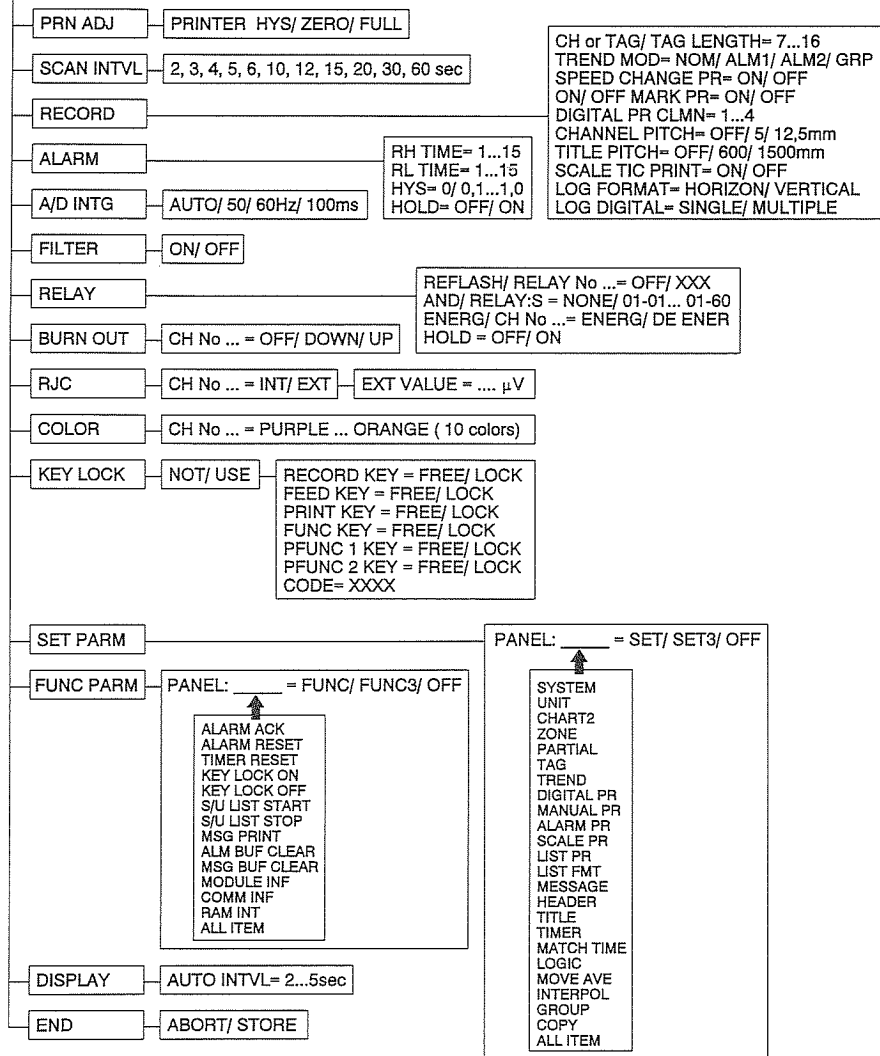 PRN ADJ
PRINTER HYS/ ZERO/ FULL
SCAN INTVL
2, 3, 4, 5, 6, 10, 12, 15, 20, 30, 60 sec
RECORD
CH or TAG/ TAG LENGTH= 7...16
TREND MOD= NOM/ ALM1/ ALM2/ GRP
SPEED CHANGE PR= ON/ OFF
ON/ OFF MARK PR= ON/ OFF
DIGITAL PR CLMN= 1...4
CHANNEL PITCH= OFF/ 5/ 12,5mm
TITLE PITCH= OFF/ 600/ 1500mm
SCALE TIC PRINT= ON/ OFF
LOG FORMAT= HORIZON/ VERTICAL
LOG DIGITAL= SINGLE/ MULTIPLE
ALARM
RH TIME= 1...15
RL TIME= 1...15
HYS= 0/ 0,1...1,0
HOLD= OFF/ ON
A/D INTG
AUTO/ 50/ 60Hz/ 100ms
FILTER
ON/ OFF
RELAY
REFLASH/ RELAY No ...= OFF/ XXX
AND/ RELAY:S = NONE/ 01-01... 01-60
ENERG/ CH No ...= ENERG/ DE ENER
HOLD = OFF/ ON
BURN OUT
CH No ... = OFF/ DOWN/ UP
RJC
CH No ... = INT/ EXT
EXT VALUE = .... µV
COLOR
CH No ... = PURPLE ... ORANGE ( 10 colors)
KEY LOCK
NOT/ USE
RECORD KEY = FREE/ LOCK
FEED KEY = FREE/ LOCK
PRINT KEY = FREE/ LOCK
FUNC KEY = FREE/ LOCK
PFUNC 1 KEY = FREE/ LOCK
PFUNC 2 KEY = FREE/ LOCK
CODE= XXXX
SET PARM
PANEL: _____ = SET/ SET3/ OFF
SYSTEM
UNIT
CHART2
ZONE
PARTIAL
TAG
TREND
DIGITAL PR
MANUAL PR
ALARM PR
SCALE PR
LIST PR
LIST FMT
MESSAGE
HEADER
TITLE
TIMER
MATCH TIME
LOGIC
MOVE AVE
INTERPOL
GROUP
COPY
ALL ITEM
FUNC PARM
PANEL: _____ = FUNC/ FUNC3/ OFF
ALARM ACK
ALARM RESET
TIMER RESET
KEY LOCK ON
KEY LOCK OFF
S/U LIST START
S/U LIST STOP
MSG PRINT
ALM BUF CLEAR
MSG BUF CLEAR
MODULE INF
COMM INF
RAM INT
ALL ITEM
DISPLAY
AUTO INTVL= 2...5sec
END
ABORT/ STORE